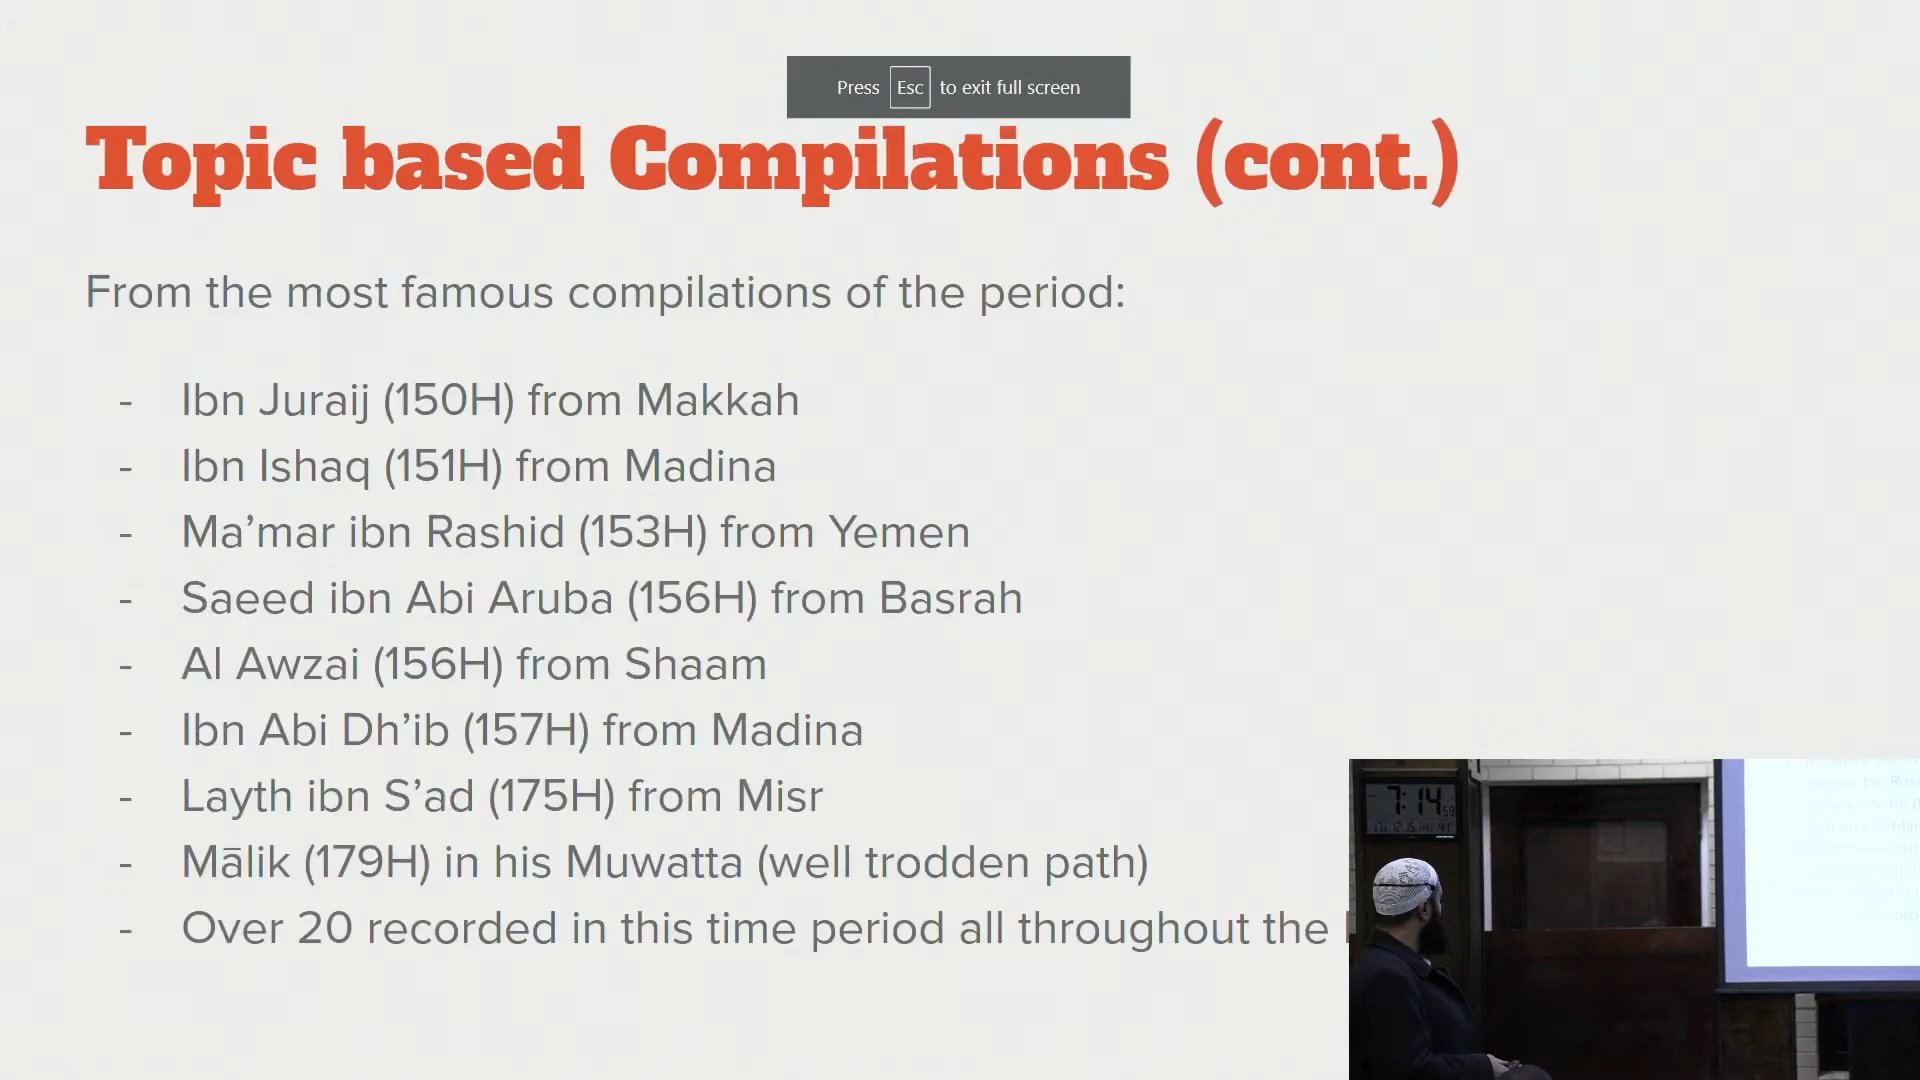 Press Esc to exit full screen
Topic based Compilations (cont.)
From the most famous compilations of the period:
- Ibn Juraij (150H) from Makkah
- Ibn Ishaq (151H) from Madina
- Ma’mar ibn Rashid (153H) from Yemen
- Saeed ibn Abi Aruba (156H) from Basrah
- Al Awzai (156H) from Shaam
- Ibn Abi Dh’ib (157H) from Madina
- Layth ibn S’ad (175H) from Misr
- Mālik (179H) in his Muwatta (well trodden path)
- Over 20 recorded in this time period all throughout the
7:14 59